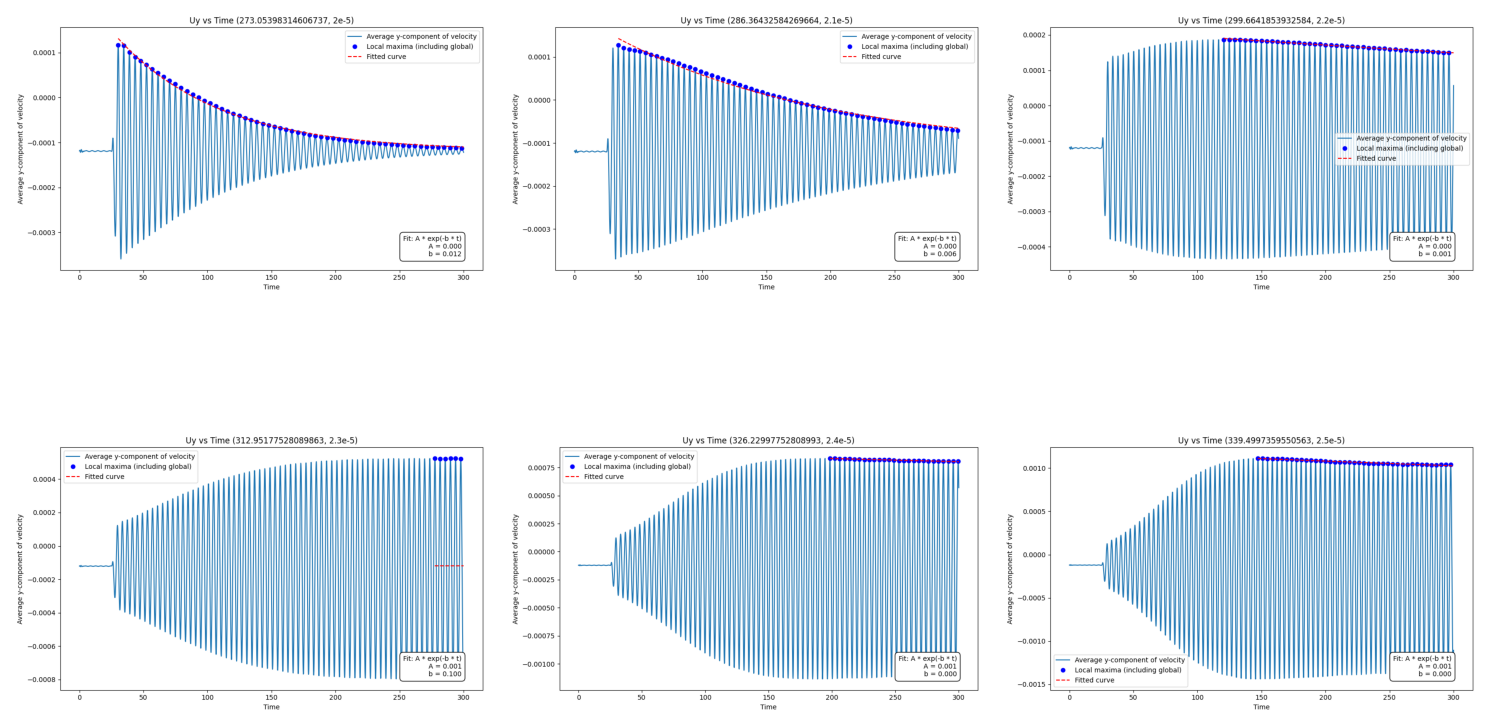 Uy vs Time (273.05398314606737, 2e-5)
Average y-component of velocity
0.0001
0.0000
−0.0001
−0.0002
−0.0003
Average y-component of velocity
Local maxima (including global)
Fitted curve
Fit: A * exp(-b * t)
A = 0.000
b = 0.012
0 50 100 150 200 250 300
Time
Uy vs Time (286.36432584269664, 2.1e-5)
Average y-component of velocity
0.0001
0.0000
−0.0001
−0.0002
−0.0003
Average y-component of velocity
Local maxima (including global)
Fitted curve
Fit: A * exp(-b * t)
A = 0.000
b = 0.006
0 50 100 150 200 250 300
Time
Uy vs Time (299.6641853932584, 2.2e-5)
Average y-component of velocity
0.0002
0.0001
0.0000
−0.0001
−0.0002
−0.0003
−0.0004
Average y-component of velocity
Local maxima (including global)
Fitted curve
Fit: A * exp(-b * t)
A = 0.000
b = 0.001
0 50 100 150 200 250 300
Time
Uy vs Time (312.95177528089863, 2.3e-5)
Average y-component of velocity
0.0004
0.0002
0.0000
−0.0002
−0.0004
−0.0006
−0.0008
Average y-component of velocity
Local maxima (including global)
Fitted curve
Fit: A * exp(-b * t)
A = 0.001
b = 0.100
0 50 100 150 200 250 300
Time
Uy vs Time (326.22997752808993, 2.4e-5)
Average y-component of velocity
0.00075
0.00050
0.00025
0.00000
−0.00025
−0.00050
−0.00075
−0.00100
Average y-component of velocity
Local maxima (including global)
Fitted curve
Fit: A * exp(-b * t)
A = 0.001
b = 0.000
0 50 100 150 200 250 300
Time
Uy vs Time (339.4997359550563, 2.5e-5)
Average y-component of velocity
0.0010
0.0005
0.0000
−0.0005
−0.0010
−0.0015
Average y-component of velocity
Local maxima (including global)
Fitted curve
Fit: A * exp(-b * t)
A = 0.001
b = 0.000
0 50 100 150 200 250 300
Time